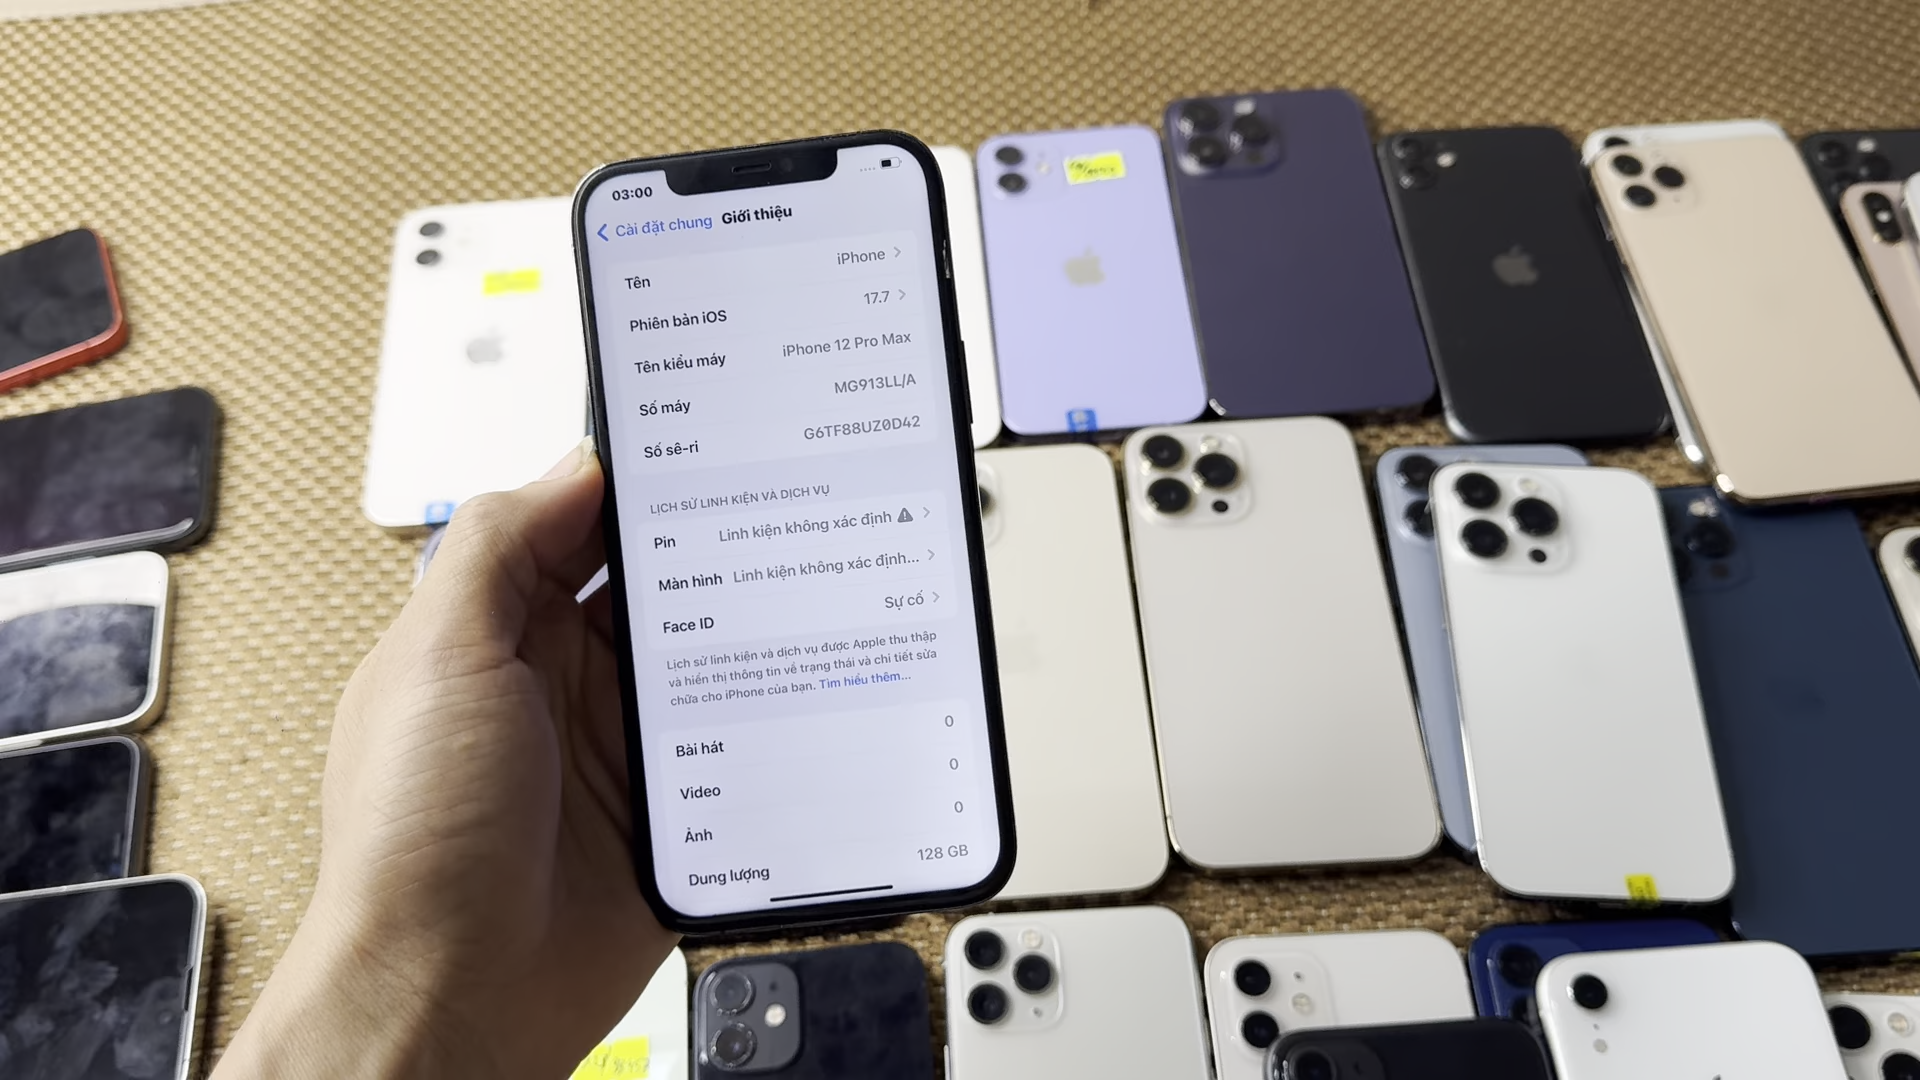 03:00
Cài đặt chung Giới thiệu
Tên iPhone
Phiên bản iOS 17.7
Tên kiểu máy iPhone 12 Pro Max
Số máy MG913LL/A
Số sê-ri G6TF88UZ0D42
LỊCH SỬ LINH KIỆN VÀ DỊCH VỤ
Pin Linh kiện không xác định
Màn hình Linh kiện không xác định...
Face ID Sự cố
Lịch sử linh kiện và dịch vụ được Apple thu thập
và hiển thị thông tin về trạng thái và chi tiết sửa
chữa cho iPhone của bạn. Tìm hiểu thêm...
Bài hát 0
Video 0
Ảnh 0
Dung lượng 128 GB